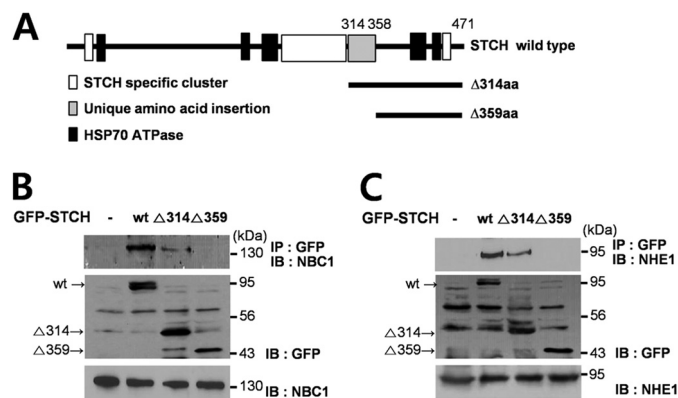 A
314 358 471
STCH wild type
STCH specific cluster
Δ314aa
Unique amino acid insertion
Δ359aa
HSP70 ATPase
B
GFP-STCH - wt △314 △359
(kDa)
130
IP : GFP
IB : NBC1
wt→
95
56
△314→
△359→
43
IB : GFP
130
IB : NBC1
C
GFP-STCH - wt △314 △359
(kDa)
95
IP : GFP
IB : NHE1
wt→
95
56
△314→
△359→
43
IB : GFP
95
IB : NHE1